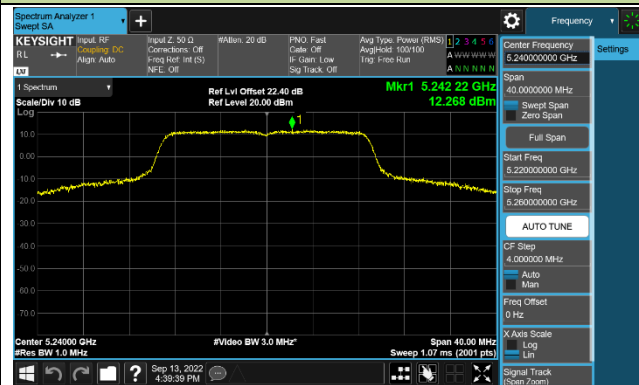 Spectrum Analyzer 1
Swept SA
Frequency
KEYSIGHT
RL
LXI
Input: RF
Coupling: DC
Align: Auto
Input Z: 50 Ω
Corrections: Off
Freq Ref: Int (S)
NFE: Off
#Atten: 20 dB
PNO: Fast
Gate: Off
IF Gain: Low
Sig Track: Off
Avg Type: Power (RMS)
Avg|Hold: 100/100
Trig: Free Run
1 2 3 4 5 6
A W W W W W
A N N N N N
1 Spectrum
Scale/Div 10 dB
Log
Ref Lvl Offset 22.40 dB
Ref Level 20.00 dBm
Mkr1 5.242 22 GHz
12.268 dBm
1
10.0
0.00
-10.0
-20.0
-30.0
-40.0
-50.0
-60.0
-70.0
Center 5.24000 GHz
#Res BW 1.0 MHz
#Video BW 3.0 MHz*
Span 40.00 MHz
Sweep 1.07 ms (2001 pts)
Sep 13, 2022
4:39:39 PM
Center Frequency
5.240000000 GHz
Settings
Span
40.0000000 MHz
Swept Span
Zero Span
Full Span
Start Freq
5.220000000 GHz
Stop Freq
5.260000000 GHz
AUTO TUNE
CF Step
4.000000 MHz
Auto
Man
Freq Offset
0 Hz
X Axis Scale
Log
Lin
Signal Track
(Span Zoom)